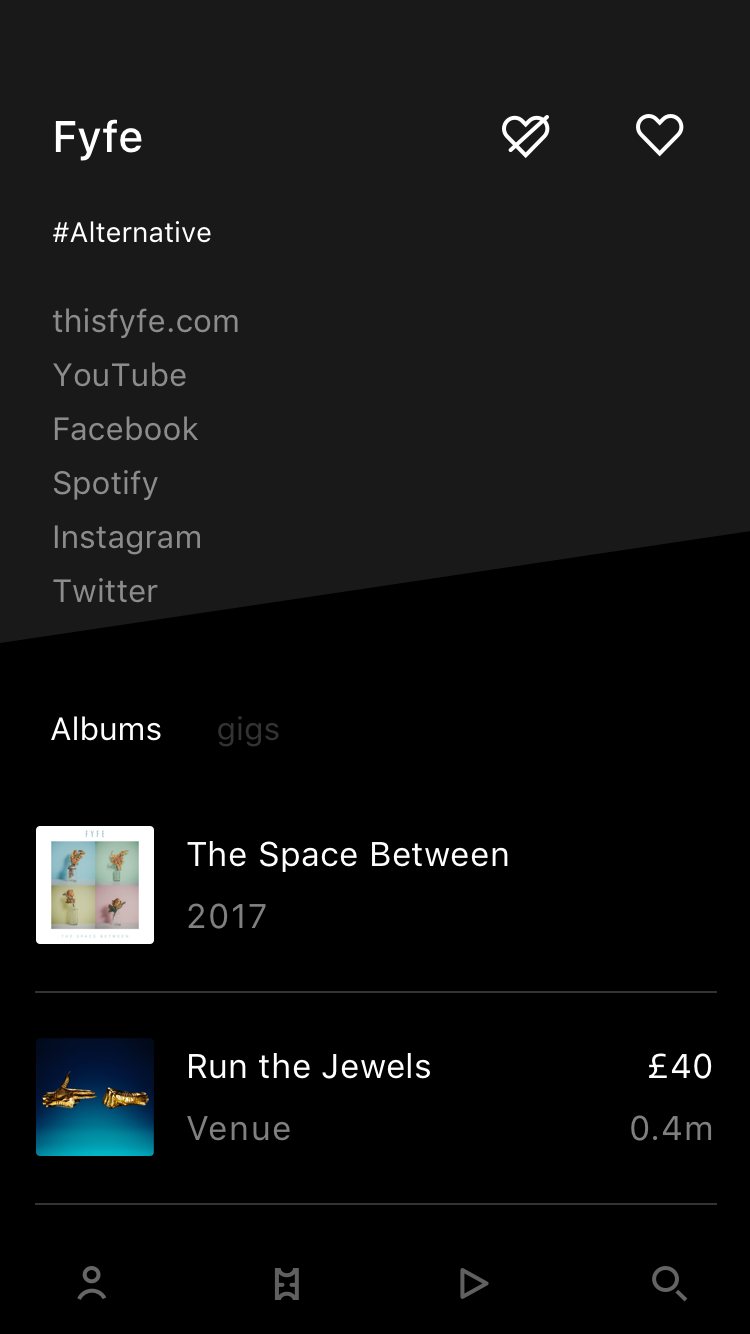 Fyfe
#Alternative
thisfyfe.com
YouTube
Facebook
Spotify
Instagram
Twitter
Albums gigs
FYFE
The Space Between
2017
THE SPACE BETWEEN
Run the Jewels £40
Venue 0.4m